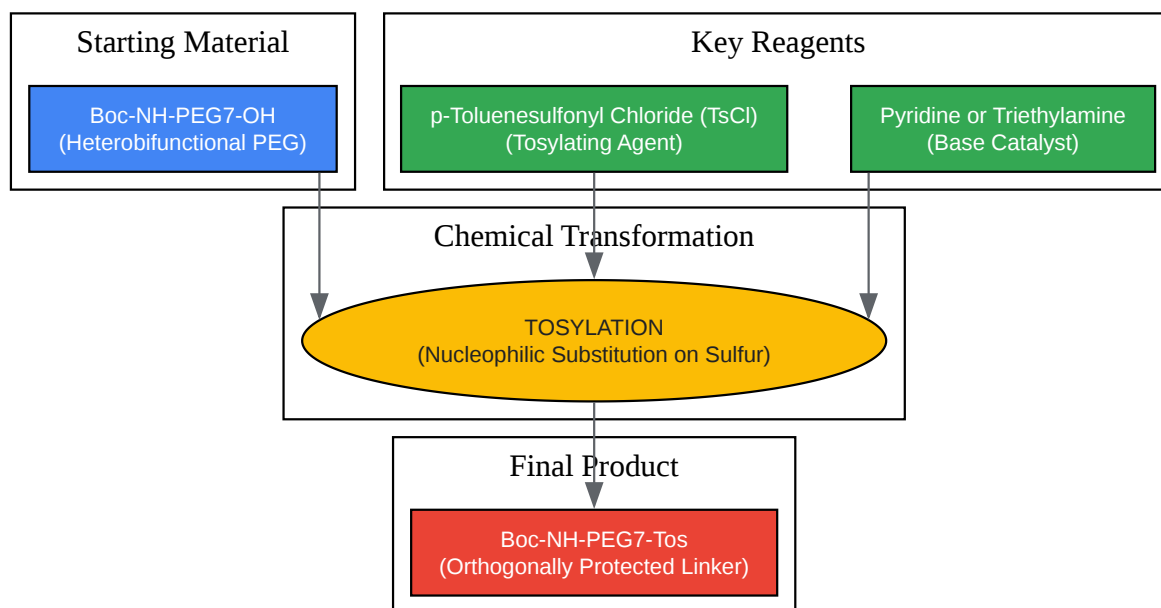 Starting Material
Boc-NH-PEG7-OH
(Heterobifunctional PEG)
Key Reagents
p-Toluenesulfonyl Chloride (TsCl)
(Tosylating Agent)
Pyridine or Triethylamine
(Base Catalyst)
Chemical Transformation
TOSYLATION
(Nucleophilic Substitution on Sulfur)
Final Product
Boc-NH-PEG7-Tos
(Orthogonally Protected Linker)